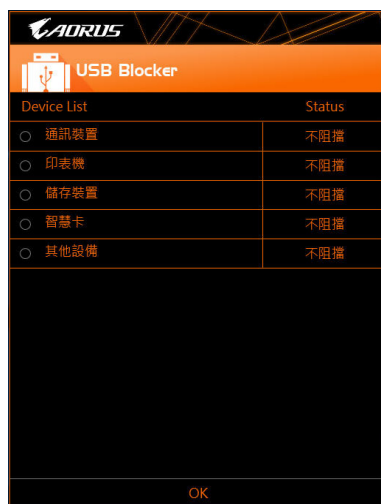 AORUS
USB Blocker
Device List Status
通訊裝置 不阻擋
印表機 不阻擋
儲存裝置 不阻擋
智慧卡 不阻擋
其他設備 不阻擋
OK